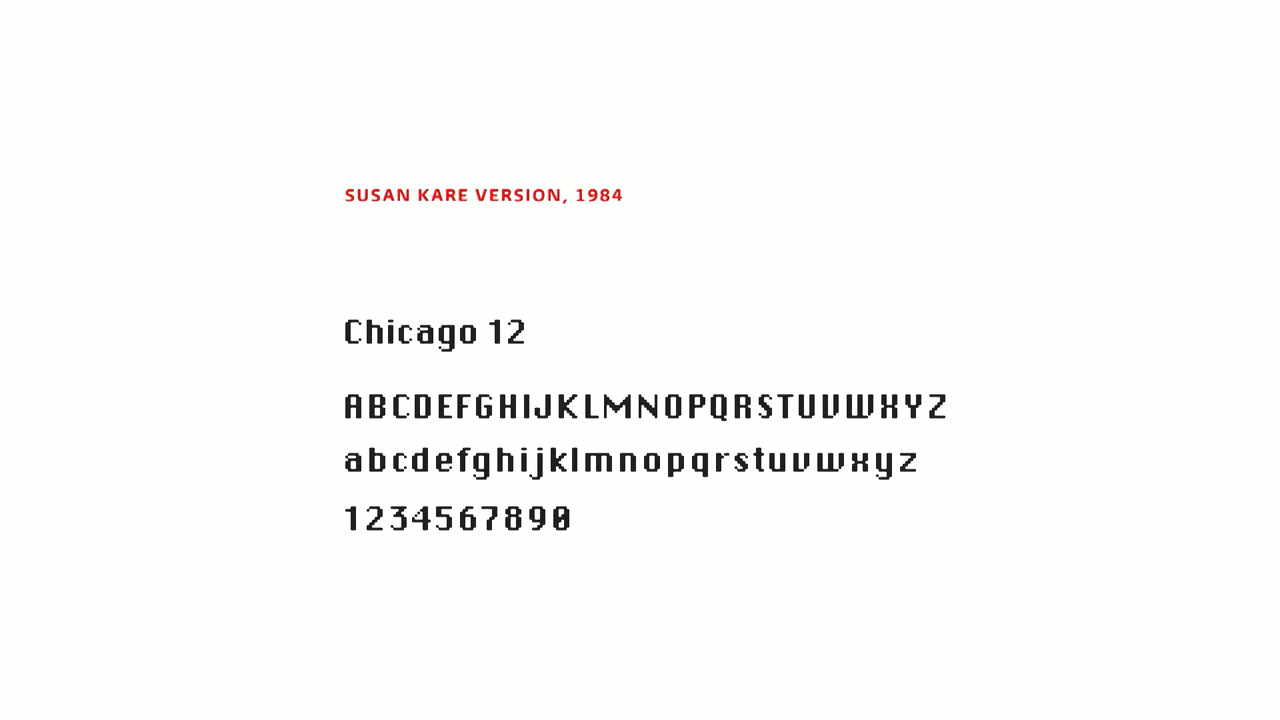 SUSAN KARE VERSION, 1984
Chicago 12
ABCDEFGHIJKLMNOPQRSTUVWXYZ
abcdefghijklmnopqrstuvwxyz
1234567890